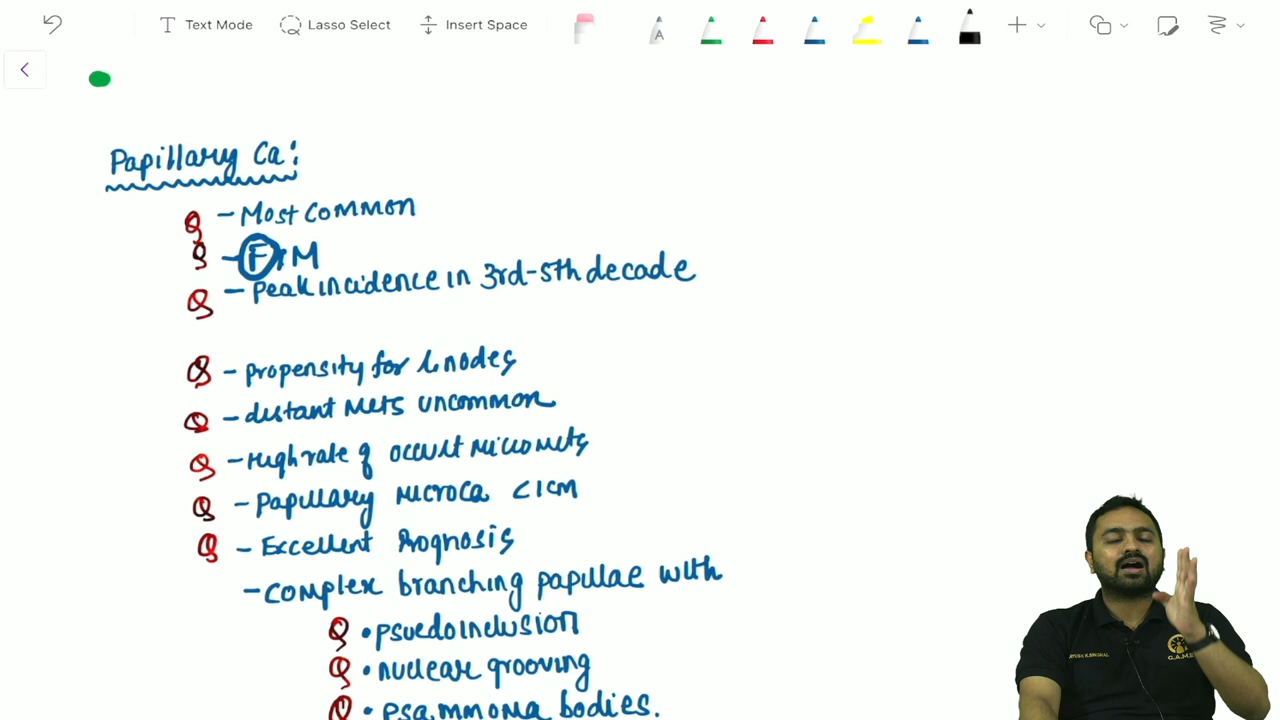 Text Mode
Lasso Select
Insert Space
A
Papillary Ca:
Q - Most Common
Q - F:M
Q - Peak incidence in 3rd-5th decade
Q - propensity for L nodes
Q - distant Mets uncommon
Q - High rate of occult micromets
Q - Papillary microca <1cm
Q - Excellent Prognosis
- Complex branching papillae with
Q • psuedoinclusion
Q • nuclear grooving
Q • psammoma bodies.